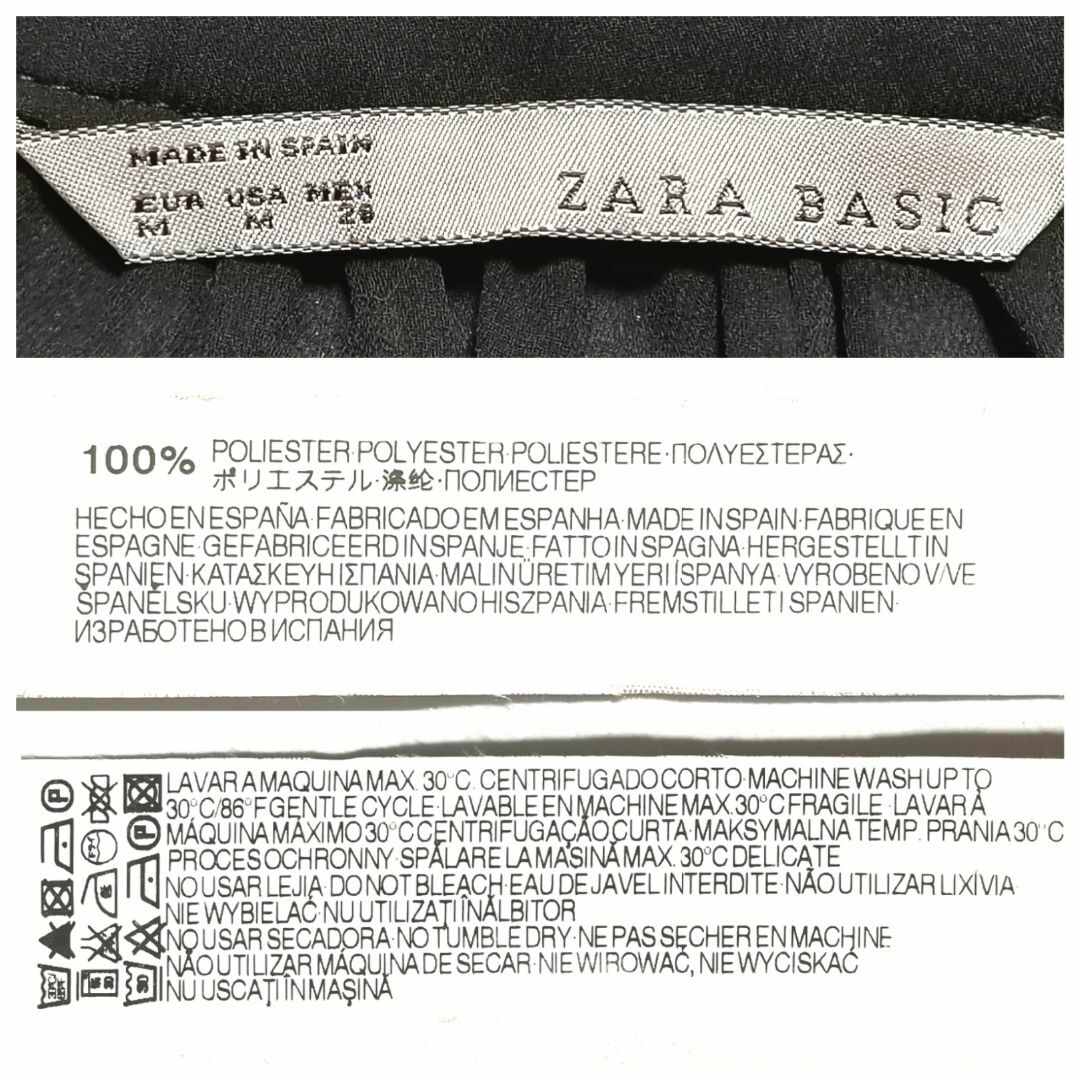 MADE IN SPAIN
EUR USA MEX
M M 28
ZARA BASIC
100% POLIESTER·POLYESTER·POLIESTERE·ΠΟΛΥΕΣΤΕΡΑΣ·
ポリエステル·涤纶·ПОЛИЕСТЕР
HECHO EN ESPAÑA·FABRICADO EM ESPANHA·MADE IN SPAIN·FABRIQUE EN
ESPAGNE·GEFABRICEERD IN SPANJE·FATTO IN SPAGNA·HERGESTELLT IN
SPANIEN·ΚΑΤΑΣΚΕΥΗ ΙΣΠΑΝΙΑ·MALIN ÜRETIM YERI İSPANYA·VYROBENO V/VE
ŠPANĚLSKU·WYPRODUKOWANO HISZPANIA·FREMSTILLET I SPANIEN·
ИЗРАБОТЕНО В ИСПАНИЯ
LAVAR A MAQUINA MAX. 30°C. CENTRIFUGADO CORTO·MACHINE WASH UP TO
30°C/86°F GENTLE CYCLE·LAVABLE EN MACHINE MAX. 30°C FRAGILE·LAVAR À
MÁQUINA MÁXIMO 30°C CENTRIFUGAÇÃO CURTA·MAKSYMALNA TEMP. PRANIA 30°C
PROCES OCHRONNY·SPĂLARE LA MAȘINĂ MAX. 30°C DELICATE
NO USAR LEJIA·DO NOT BLEACH·EAU DE JAVEL INTERDITE·NÃO UTILIZAR LIXÍVIA·
NIE WYBIELAĆ·NU UTILIZAȚI ÎNĂLBITOR
NO USAR SECADORA·NO TUMBLE DRY·NE PAS SECHER EN MACHINE
NÃO UTILIZAR MÁQUINA DE SECAR·NIE WIROWAĆ, NIE WYCISKAĆ
NU USCAȚI ÎN MAȘINĂ